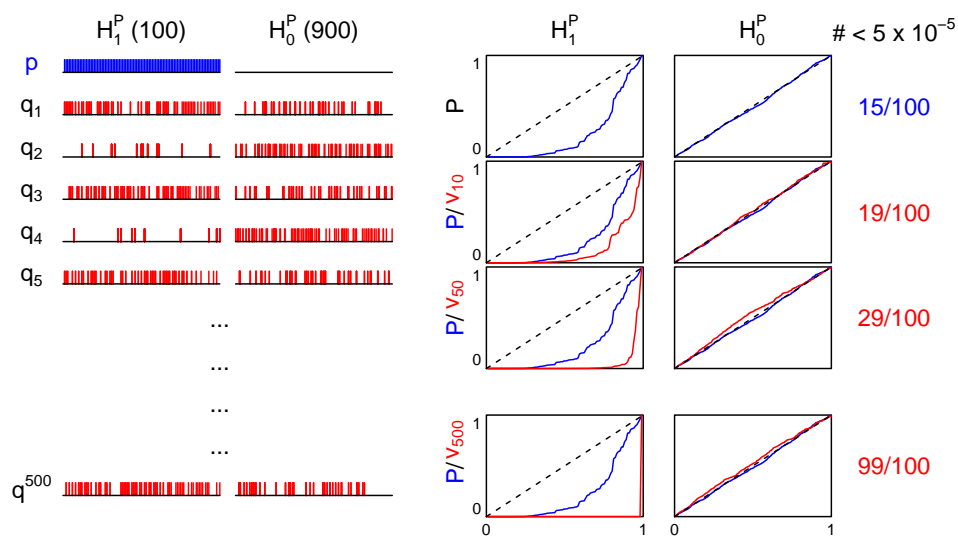 H₁ᴾ (100) H₀ᴾ (900)
p
q₁
q₂
q₃
q₄
q₅
...
...
...
...
q⁵⁰⁰
H₁ᴾ H₀ᴾ # < 5 x 10⁻⁵
1
P
0
15/100
1
P/ v₁₀
0
19/100
1
P/ v₅₀
0
29/100
1
P/ v₅₀₀
0
99/100
0 1 0 1